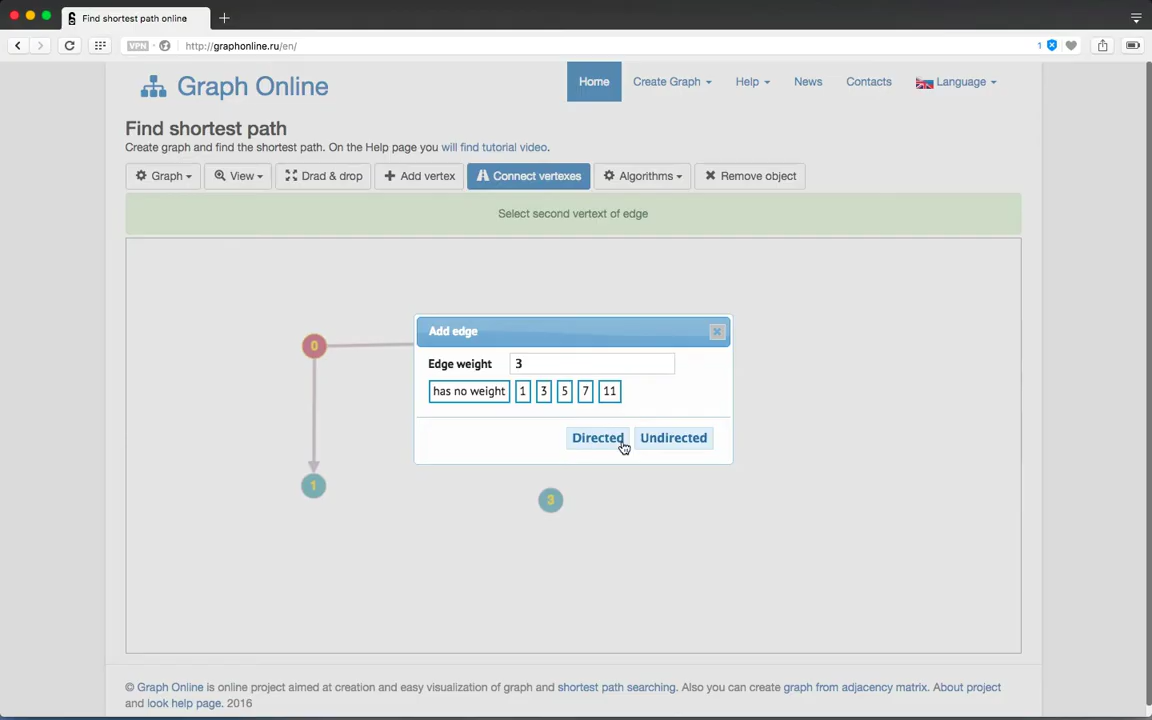 Find shortest path online
VPN
http://graphonline.ru/en/
1
Graph Online
Home
Create Graph
Help
News
Contacts
Language
Find shortest path
Create graph and find the shortest path. On the Help page you will find tutorial video.
Graph
View
Drad & drop
Add vertex
Connect vertexes
Algorithms
Remove object
Select second vertext of edge
Add edge
0
Edge weight 3
has no weight 1 3 5 7 11
Directed Undirected
1
3
© Graph Online is online project aimed at creation and easy visualization of graph and shortest path searching. Also you can create graph from adjacency matrix. About project
and look help page. 2016